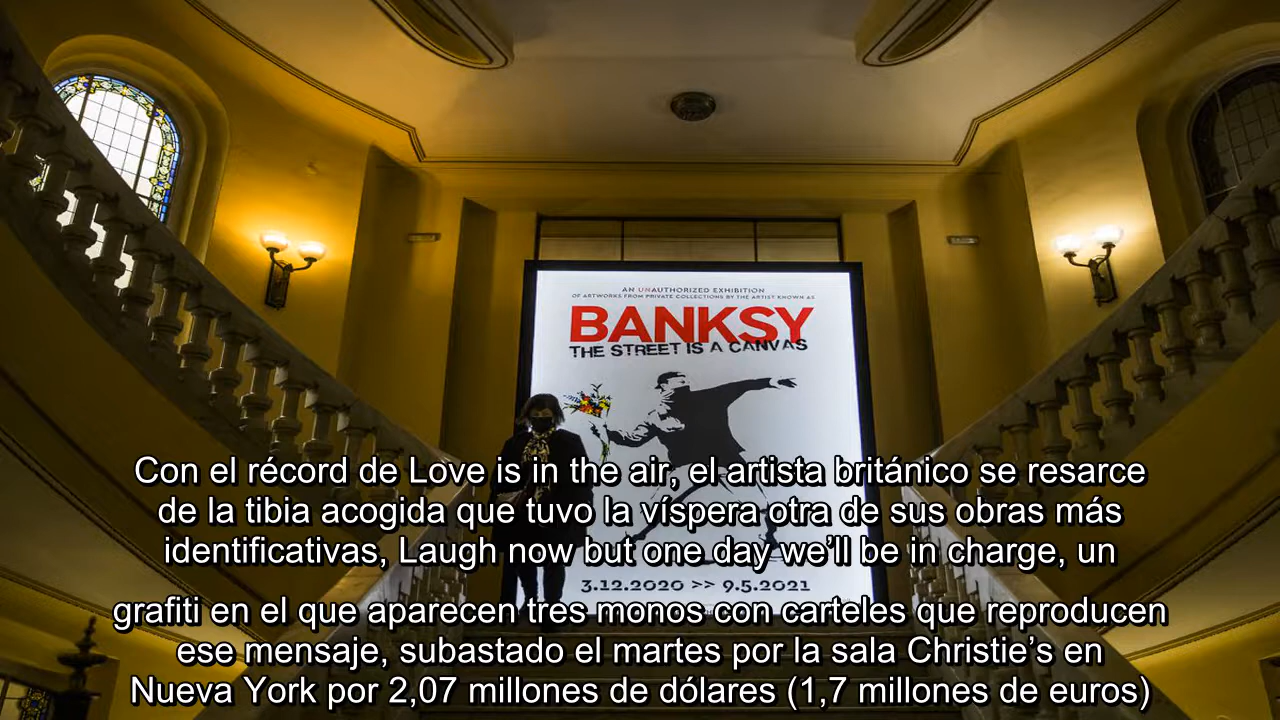 AN UNAUTHORIZED EXHIBITION
OF ARTWORKS FROM PRIVATE COLLECTIONS BY THE ARTIST KNOWN AS
BANKSY
THE STREET IS A CANVAS
Con el récord de Love is in the air, el artista británico se resarce
de la tibia acogida que tuvo la víspera otra de sus obras más
identificativas, Laugh now but one day we’ll be in charge, un
3.12.2020 >> 9.5.2021
grafiti en el que aparecen tres monos con carteles que reproducen
ese mensaje, subastado el martes por la sala Christie’s en
Nueva York por 2,07 millones de dólares (1,7 millones de euros)